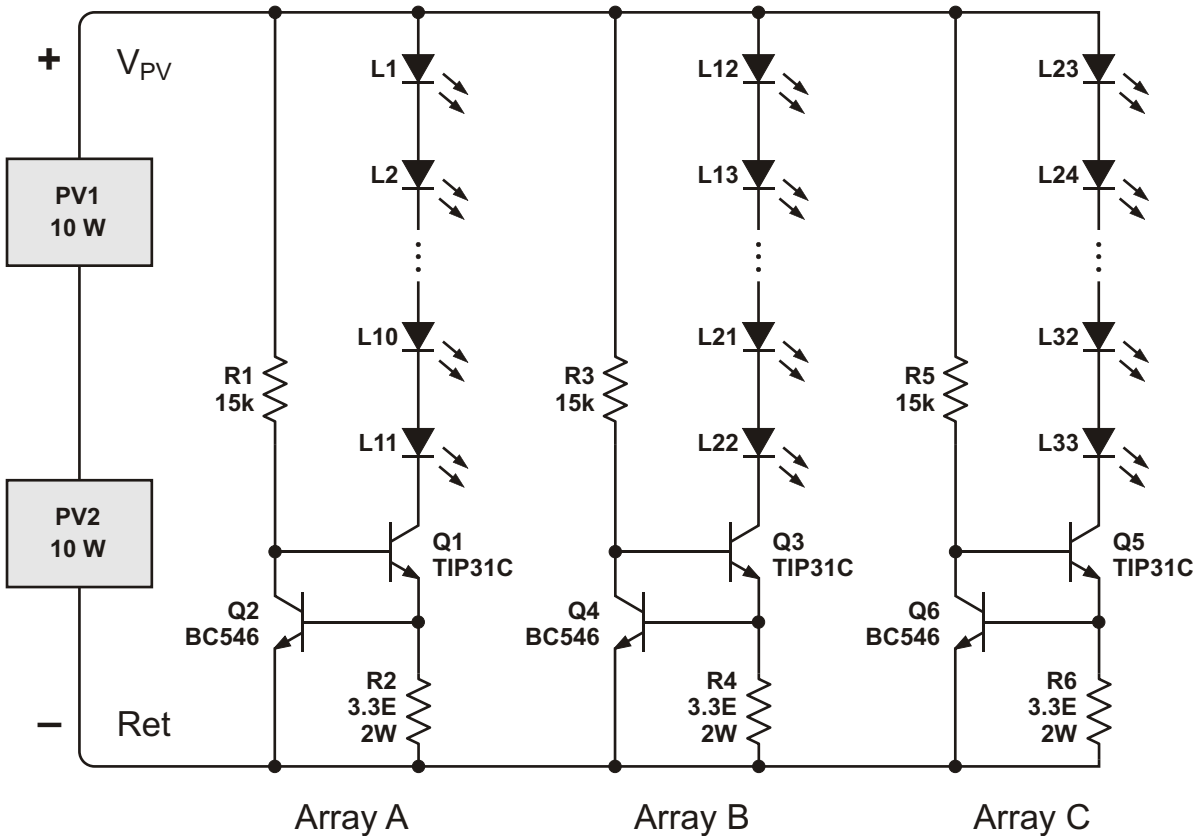 +
V_PV
PV1
10 W
PV2
10 W
–
Ret
L1
L2
L10
L11
R1
15k
Q1
TIP31C
Q2
BC546
R2
3.3E
2W
Array A
L12
L13
L21
L22
R3
15k
Q3
TIP31C
Q4
BC546
R4
3.3E
2W
Array B
L23
L24
L32
L33
R5
15k
Q5
TIP31C
Q6
BC546
R6
3.3E
2W
Array C